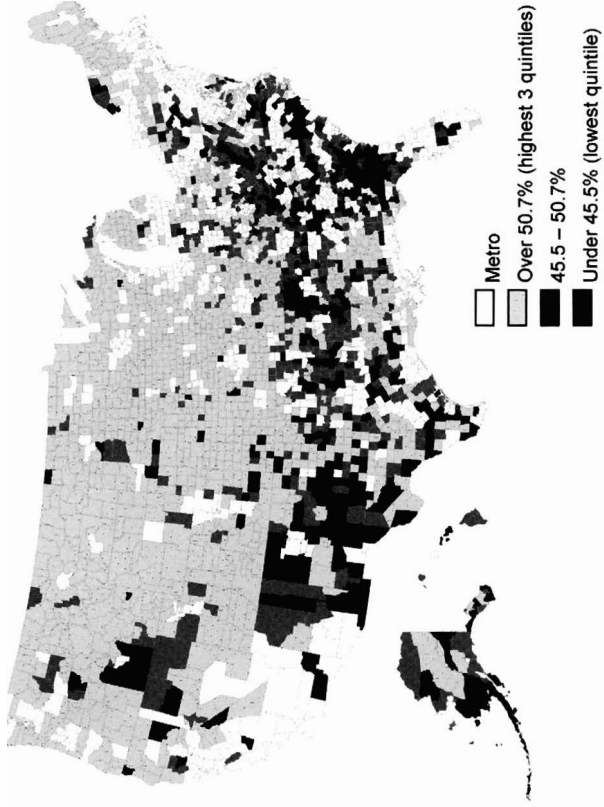 Metro
Over 50.7% (highest 3 quintiles)
45.5 – 50.7%
Under 45.5% (lowest quintile)